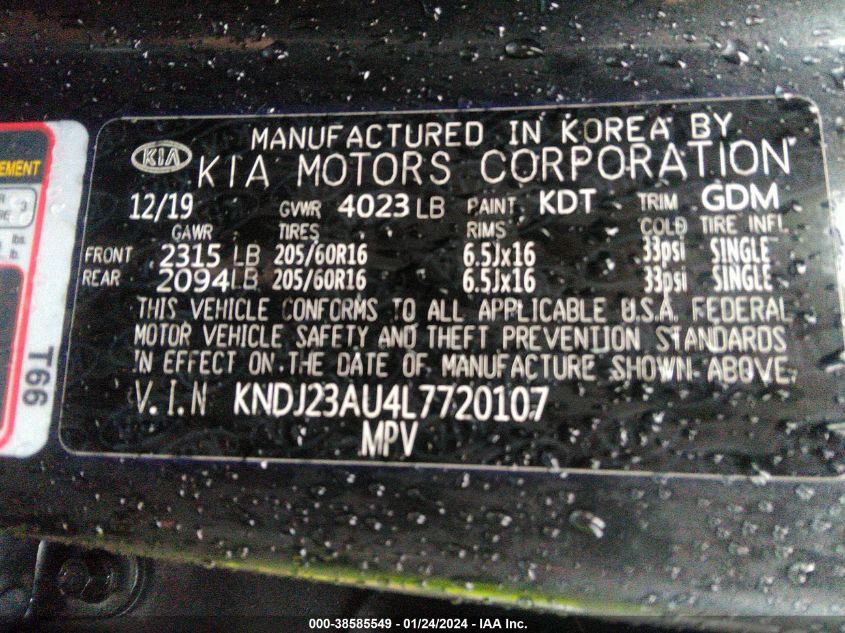 MANUFACTURED IN KOREA BY
KIA KIA MOTORS CORPORATION
12/19 GVWR 4023 LB PAINT KDT TRIM GDM
GAWR TIRES RIMS COLD TIRE INFL
FRONT 2315 LB 205/60R16 6.5Jx16 33psi SINGLE
REAR 2094LB 205/60R16 6.5Jx16 33psi SINGLE
THIS VEHICLE CONFORMS TO ALL APPLICABLE U.S.A. FEDERAL
MOTOR VEHICLE SAFETY AND THEFT PREVENTION STANDARDS
IN EFFECT ON THE DATE OF MANUFACTURE SHOWN ABOVE.
V.I.N KNDJ23AU4L7720107
MPV
T66
000-38585549 - 01/24/2024 - IAA Inc.